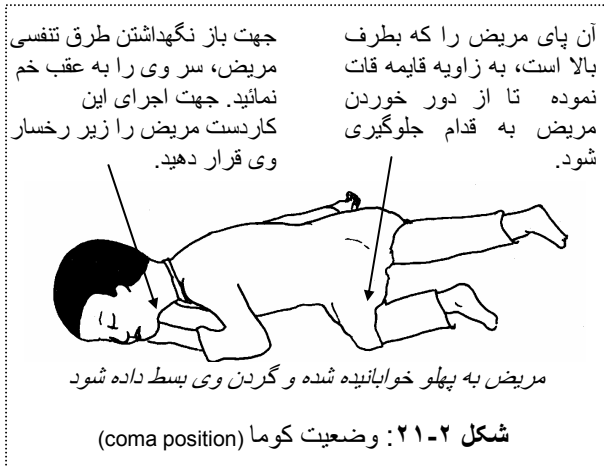 آن پای مریض را که بطرف
بالا است، به زاویه قایمه قات
نموده تا از دور خوردن
مریض به قدام جلوگیری
شود.
جهت باز نگهداشتن طرق تنفسی
مریض، سر وی را به عقب خم
نمائید. جهت اجرای این
کاردست مریض را زیر رخسار
وی قرار دهید.
مریض به پهلو خوابانیده شده و گردن وی بسط داده شود
شکل ۲-۲۱: وضعیت کوما (coma position)